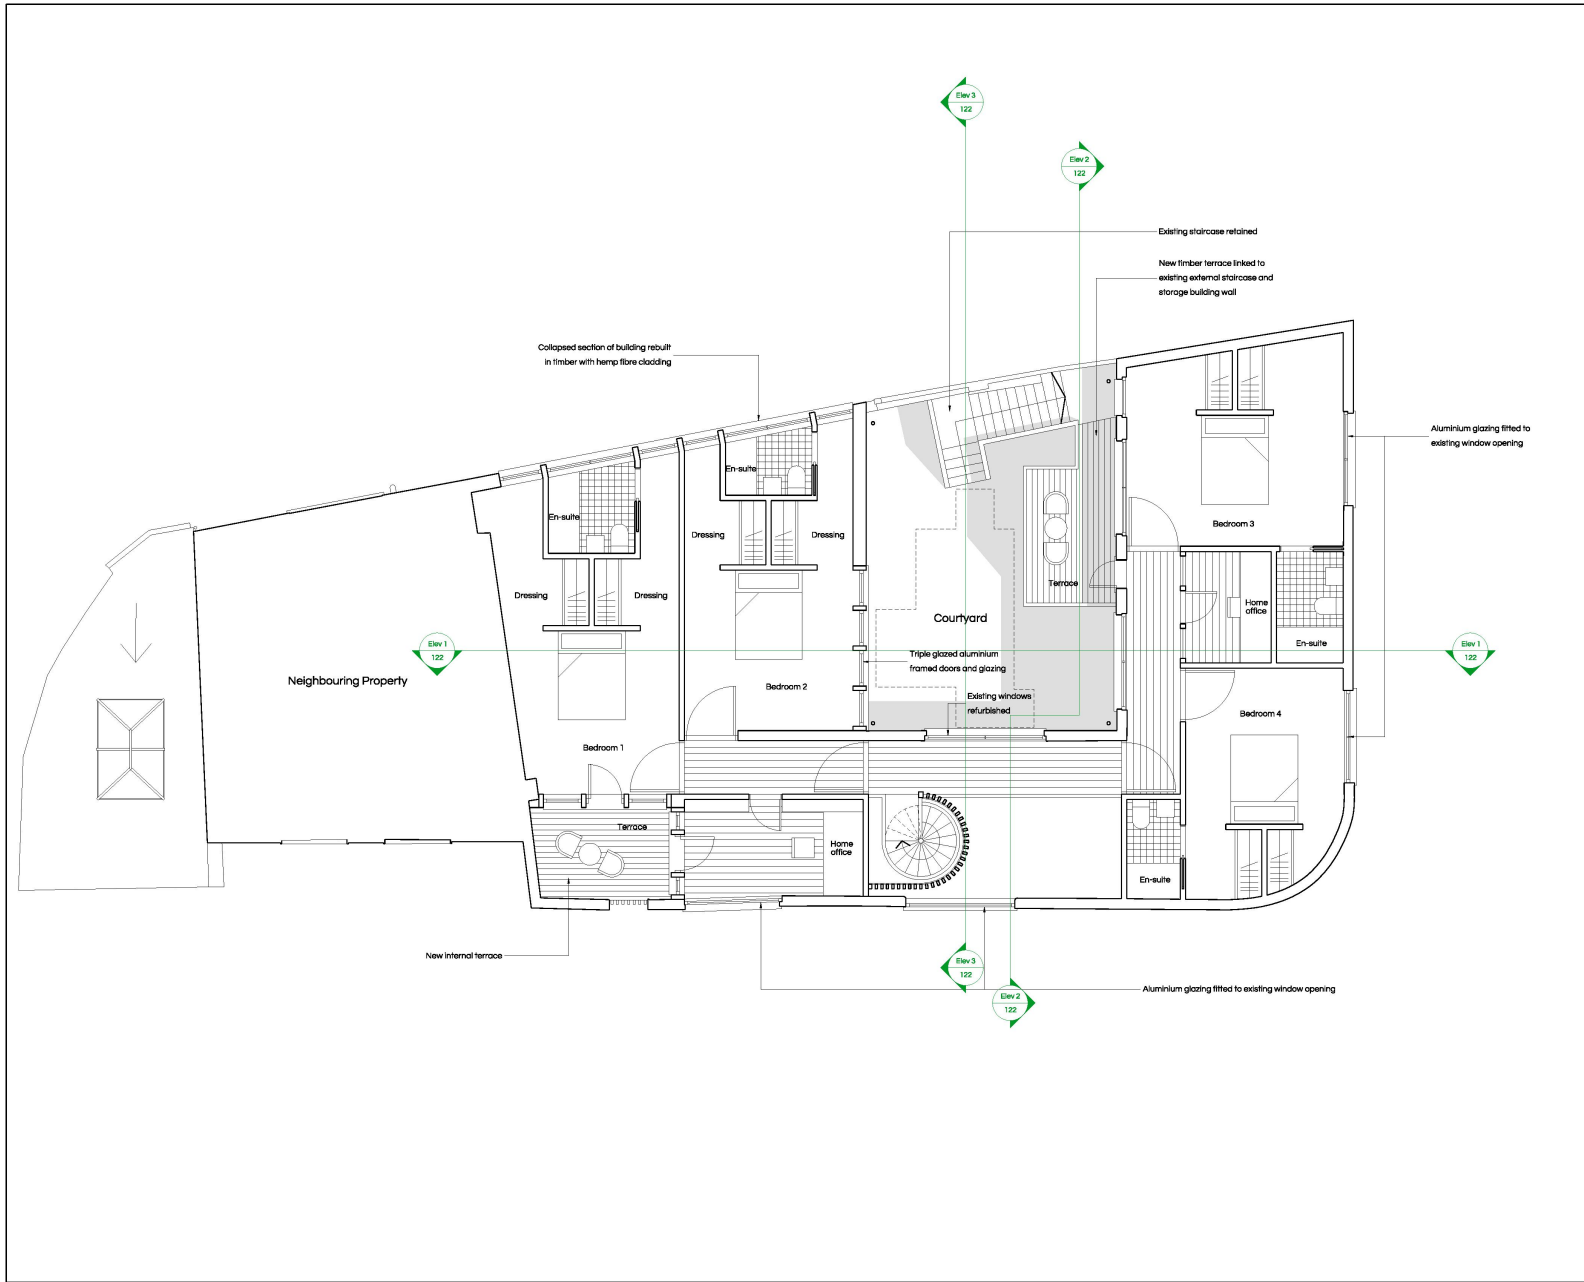 Elev 3
122
Elev 2
122
Existing staircase retained
New timber terrace linked to
existing external staircase and
storage building wall
Collapsed section of building rebuilt
in timber with hemp fibre cladding
Aluminium glazing fitted to
existing window opening
En-suite
En-suite
Bedroom 3
Dressing
Dressing
Dressing
Dressing
Terrace
Home
office
Courtyard
En-suite
Elev 1
122
Elev 1
122
Triple glazed aluminium
framed doors and glazing
Neighbouring Property
Bedroom 2
Existing windows
refurbished
Bedroom 4
Bedroom 1
Terrace
Home
office
En-suite
New internal terrace
Elev 3
122
Elev 2
122
Aluminium glazing fitted to existing window opening